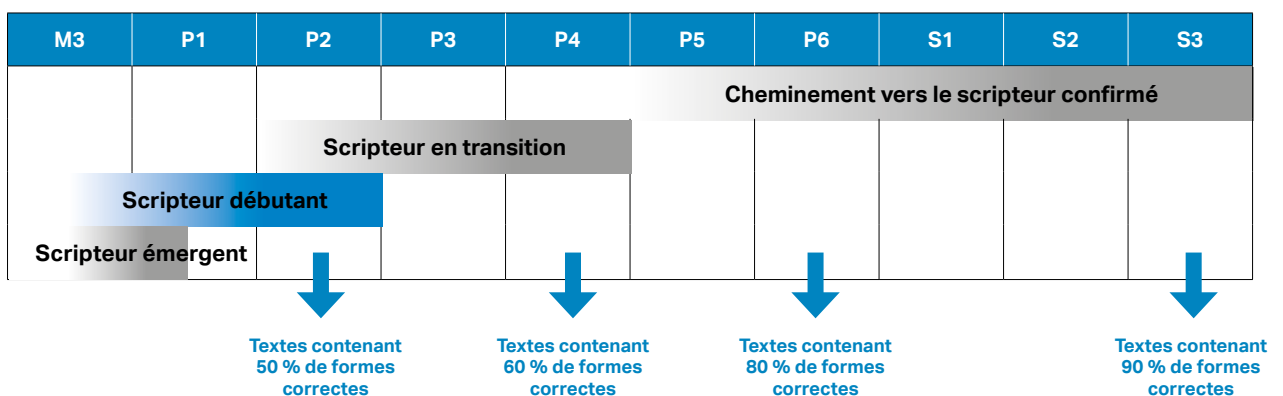 M3 P1 P2 P3 P4 P5 P6 S1 S2 S3
Cheminement vers le scripteur confirmé
Scripteur en transition
Scripteur débutant
Scripteur émergent
Textes contenant
50 % de formes
correctes
Textes contenant
60 % de formes
correctes
Textes contenant
80 % de formes
correctes
Textes contenant
90 % de formes
correctes